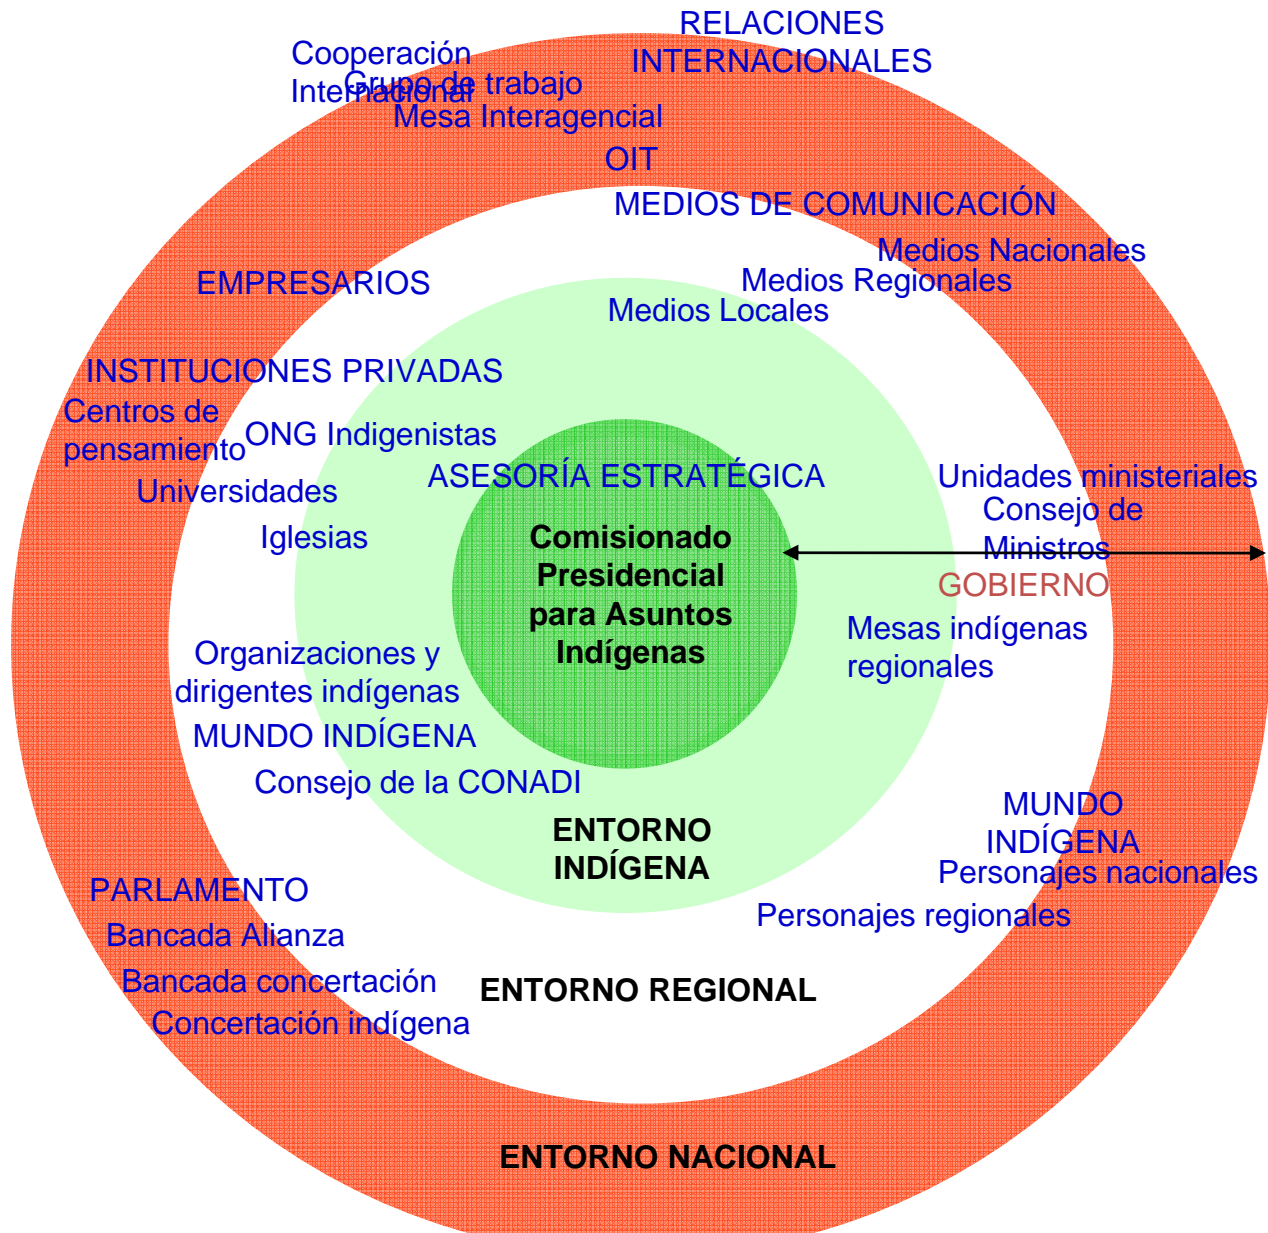 RELACIONES
INTERNACIONALES
Cooperación
Internacional
Grupo de trabajo
Mesa Interagencial
OIT
MEDIOS DE COMUNICACIÓN
Medios Nacionales
Medios Regionales
Medios Locales
EMPRESARIOS
INSTITUCIONES PRIVADAS
Centros de
pensamiento
ONG Indigenistas
Universidades
Iglesias
ASESORÍA ESTRATÉGICA
Comisionado
Presidencial
para Asuntos
Indígenas
Unidades ministeriales
Consejo de
Ministros
GOBIERNO
Mesas indígenas
regionales
Organizaciones y
dirigentes indígenas
MUNDO INDÍGENA
Consejo de la CONADI
ENTORNO
INDÍGENA
MUNDO
INDÍGENA
Personajes nacionales
Personajes regionales
PARLAMENTO
Bancada Alianza
Bancada concertación
Concertación indígena
ENTORNO REGIONAL
ENTORNO NACIONAL